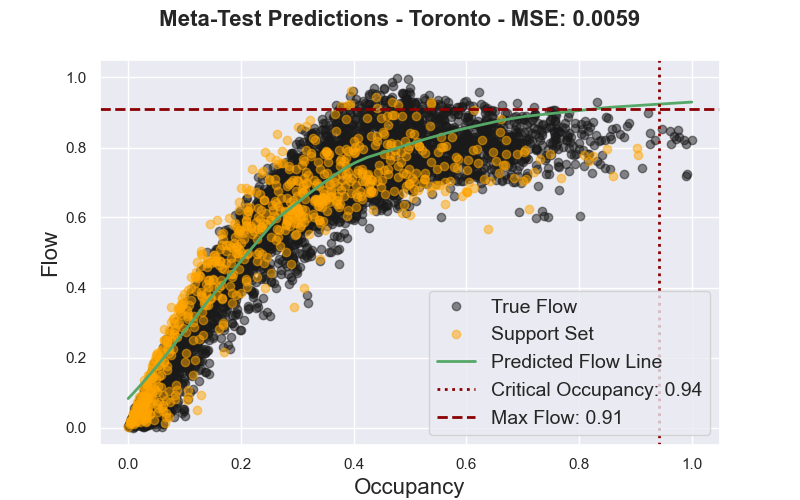 Meta-Test Predictions - Toronto - MSE: 0.0059
1.0
0.8
0.6
0.4
0.2
0.0
Flow
True Flow
Support Set
Predicted Flow Line
Critical Occupancy: 0.94
Max Flow: 0.91
0.0 0.2 0.4 0.6 0.8 1.0
Occupancy